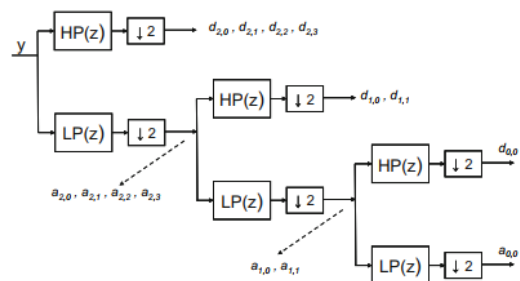 HP(z) ↓ 2 d2,0 , d2,1 , d2,2 , d2,3
y
HP(z) ↓ 2 d1,0 , d1,1
LP(z) ↓ 2
HP(z) ↓ 2 d0,0
a2,0 , a2,1 , a2,2 , a2,3
LP(z) ↓ 2
a1,0 , a1,1
LP(z) ↓ 2 a0,0